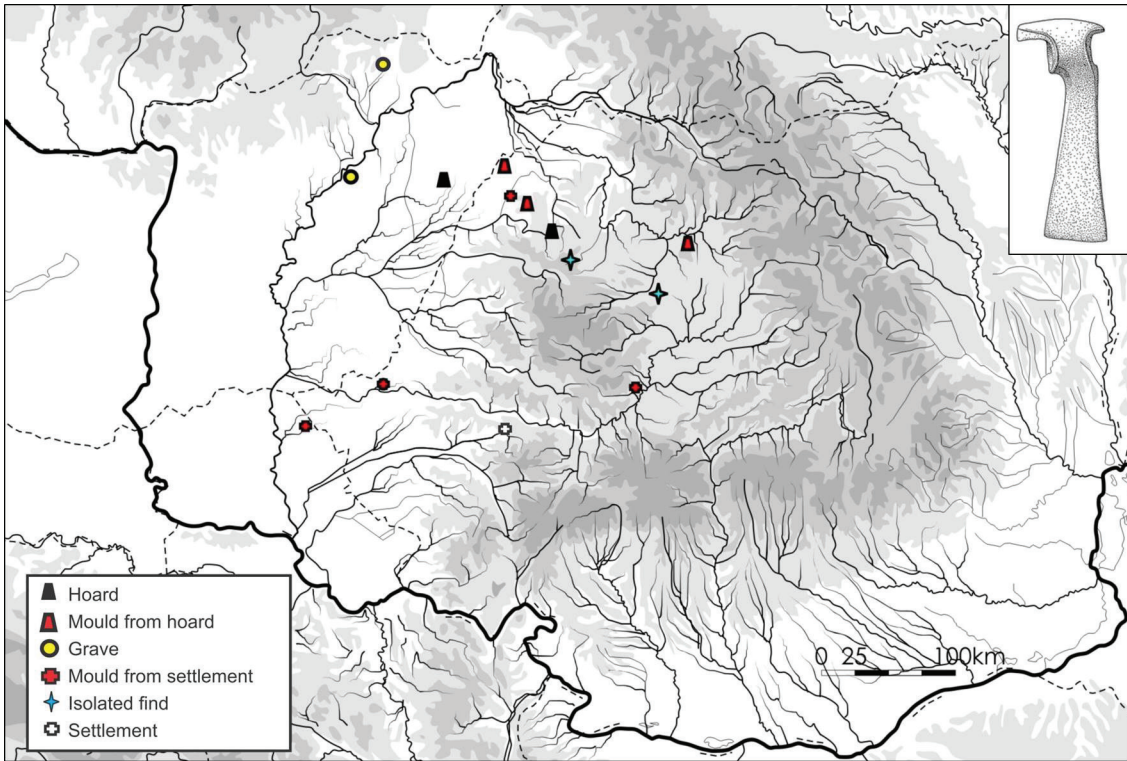 0 25 100km
Hoard
Mould from hoard
Grave
Mould from settlement
Isolated find
Settlement